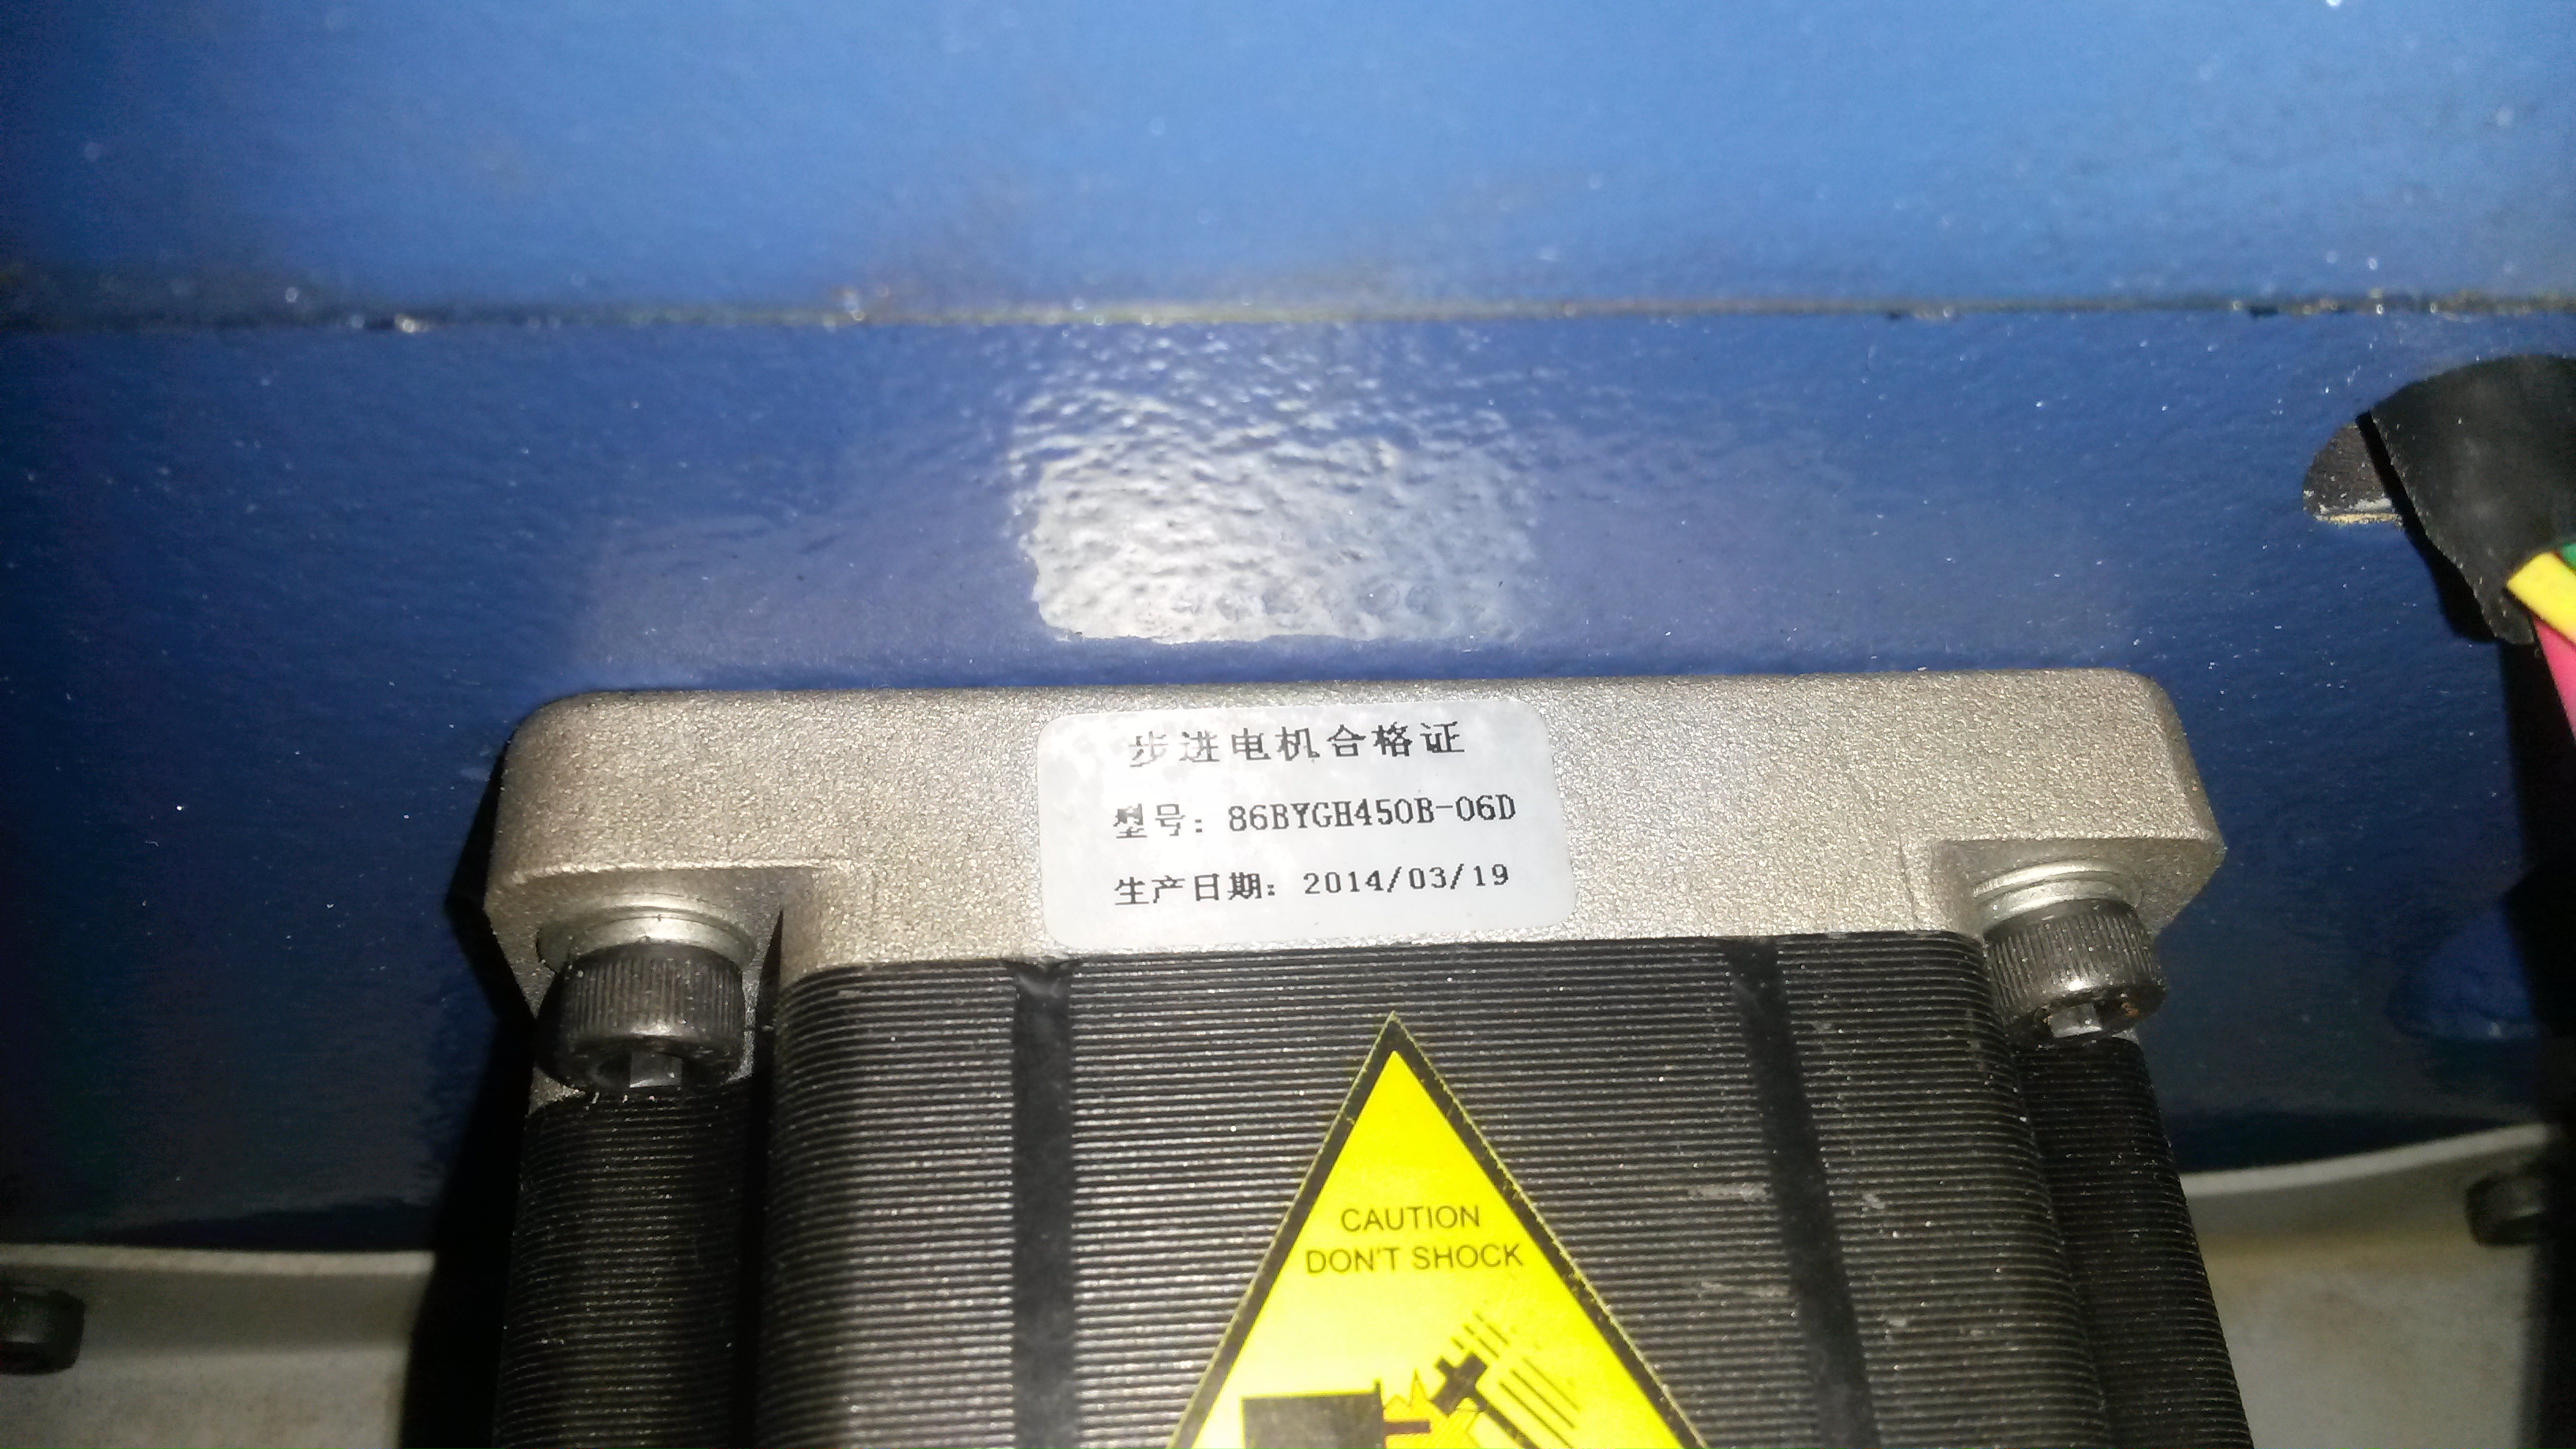 步进电机合格证
型号: 86BYGH450B-06D
生产日期: 2014/03/19
CAUTION
DON'T SHOCK